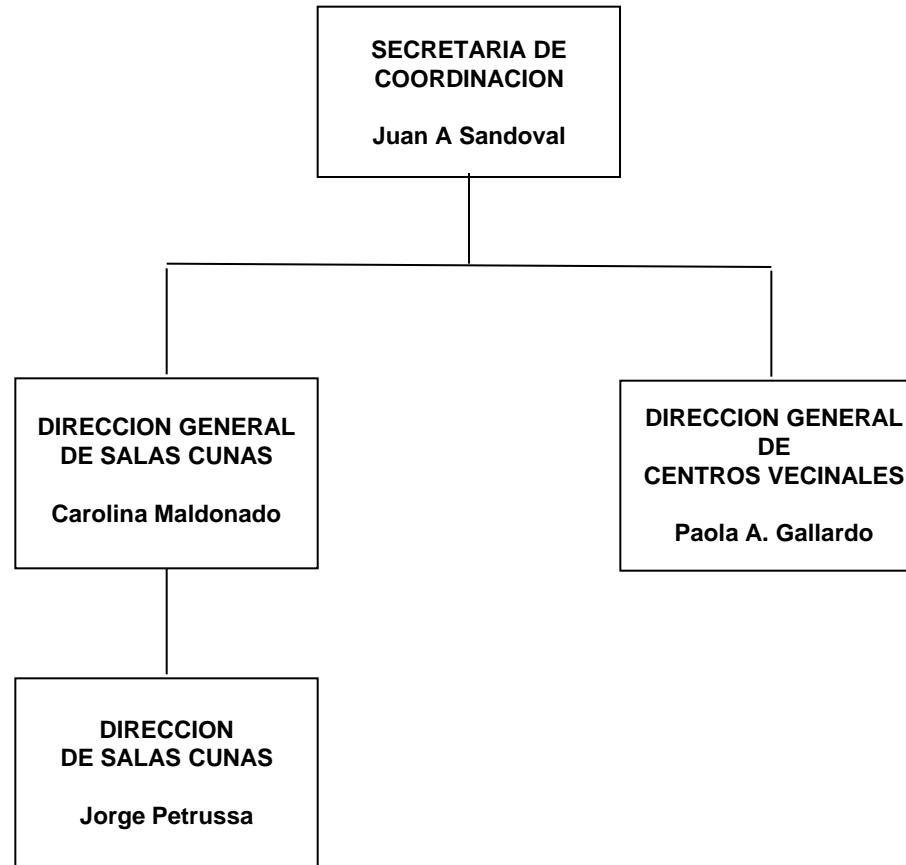 SECRETARIA DE
COORDINACION
Juan A Sandoval
DIRECCION GENERAL
DE SALAS CUNAS
Carolina Maldonado
DIRECCION GENERAL
DE
CENTROS VECINALES
Paola A. Gallardo
DIRECCION
DE SALAS CUNAS
Jorge Petrussa